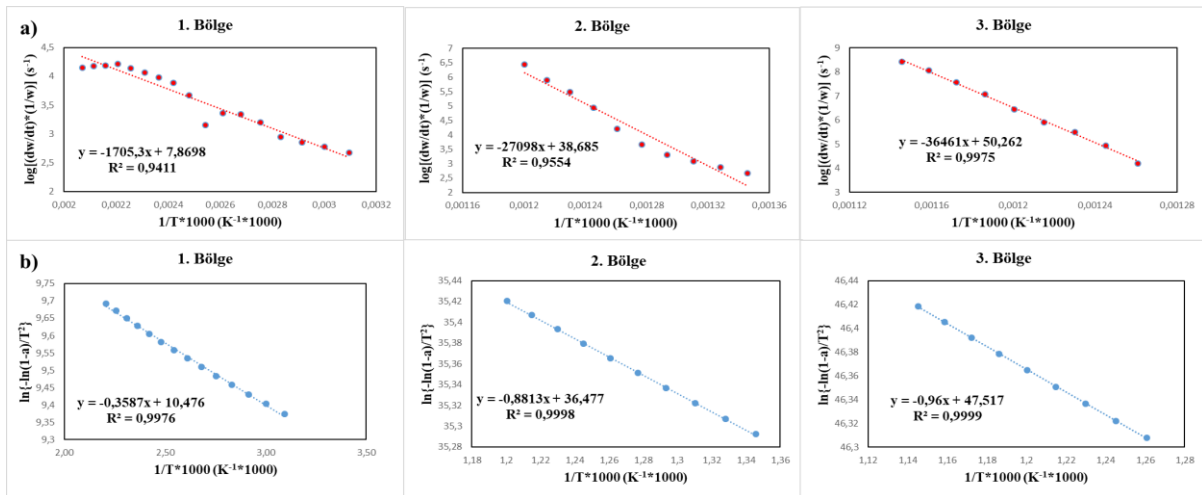 a)
1. Bölge
log[(dw/dt)*(1/w)] (s⁻¹)
4,5
4
3,5
3
2,5
2
y = -1705,3x + 7,8698
R² = 0,9411
0,002 0,0022 0,0024 0,0026 0,0028 0,003 0,0032
1/T*1000 (K⁻¹*1000)
2. Bölge
log[(dw/dt)*(1/w)] (s⁻¹)
7
6,5
6
5,5
5
4,5
4
3,5
3
2,5
2
y = -27098x + 38,685
R² = 0,9554
0,00116 0,0012 0,00124 0,00128 0,00132 0,00136
1/T*1000 (K⁻¹*1000)
3. Bölge
log[(dw/dt)*(1/w)] (s⁻¹)
9
8
7
6
5
4
3
y = -36461x + 50,262
R² = 0,9975
0,00112 0,00116 0,0012 0,00124 0,00128
1/T*1000 (K⁻¹*1000)
b)
1. Bölge
ln{-ln(1-a)/T²}
9,75
9,7
9,65
9,6
9,55
9,5
9,45
9,4
9,35
9,3
y = -0,3587x + 10,476
R² = 0,9976
2,00 2,50 3,00 3,50
1/T*1000 (K⁻¹*1000)
2. Bölge
ln{-ln(1-a)/T²}
35,44
35,42
35,4
35,38
35,36
35,34
35,32
35,3
35,28
y = -0,8813x + 36,477
R² = 0,9998
1,18 1,2 1,22 1,24 1,26 1,28 1,3 1,32 1,34 1,36
1/T*1000 (K⁻¹*1000)
3. Bölge
ln{-ln(1-a)/T²}
46,44
46,42
46,4
46,38
46,36
46,34
46,32
46,3
y = -0,96x + 47,517
R² = 0,9999
1,12 1,14 1,16 1,18 1,2 1,22 1,24 1,26 1,28
1/T*1000 (K⁻¹*1000)